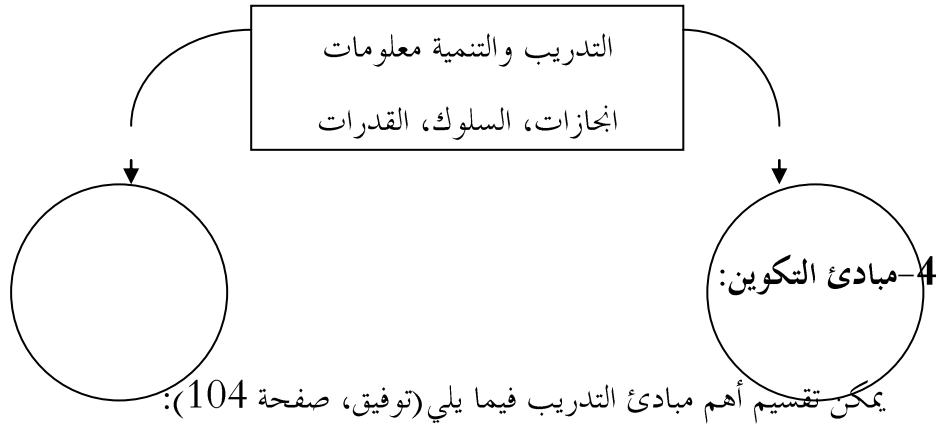 التدريب والتنمية معلومات
انجازات، السلوك، القدرات
4-مبادئ التكوين:
يمكن تقسيم أهم مبادئ التدريب فيما يلي(توفيق، صفحة 104):